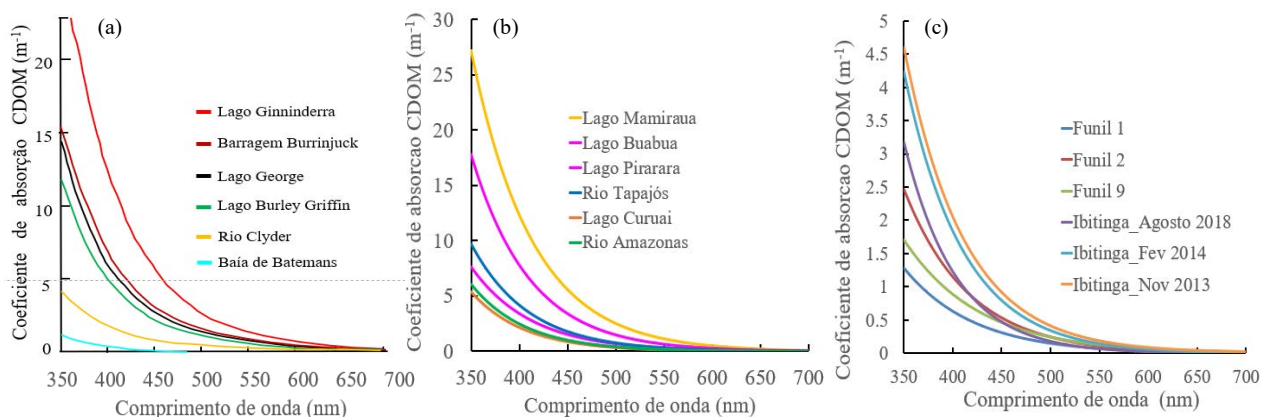 (a)
Coeficiente de absorção CDOM (m-1)
20
15
10
5
0
Lago Ginninderra
Barragem Burrinjuck
Lago George
Lago Burley Griffin
Rio Clyder
Baía de Batemans
350 400 450 500 550 600 650 700
Comprimento de onda (nm)
(b)
Coeficiente de absorcao CDOM (m-1)
30
25
20
15
10
5
0
Lago Mamiraua
Lago Buabua
Lago Pirarara
Rio Tapajós
Lago Curuai
Rio Amazonas
350 400 450 500 550 600 650 700
Comprimento de onda (nm)
(c)
Coeficiente de absorcao CDOM (m-1)
5
4.5
4
3.5
3
2.5
2
1.5
1
0.5
0
Funil 1
Funil 2
Funil 9
Ibitinga_Agosto 2018
Ibitinga_Fev 2014
Ibitinga_Nov 2013
350 400 450 500 550 600 650 700
Comprimento de onda (nm)